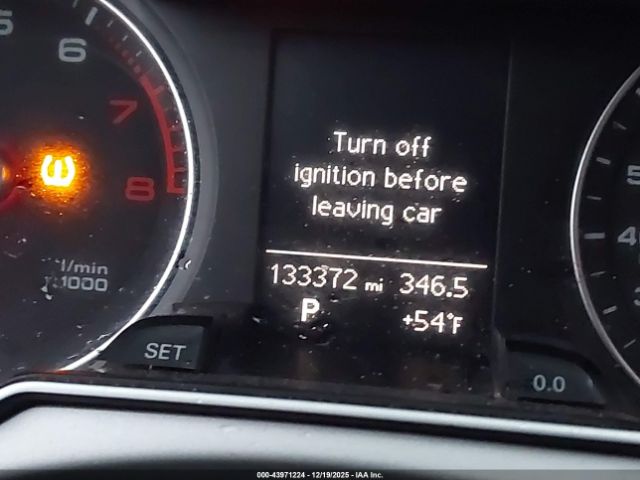 6
7
8
1/min
x1000
SET
Turn off
ignition before
leaving car
133372 mi 346.5
P +54°F
0.0
000-43971224 | 12/19/2025 - IAA Inc.